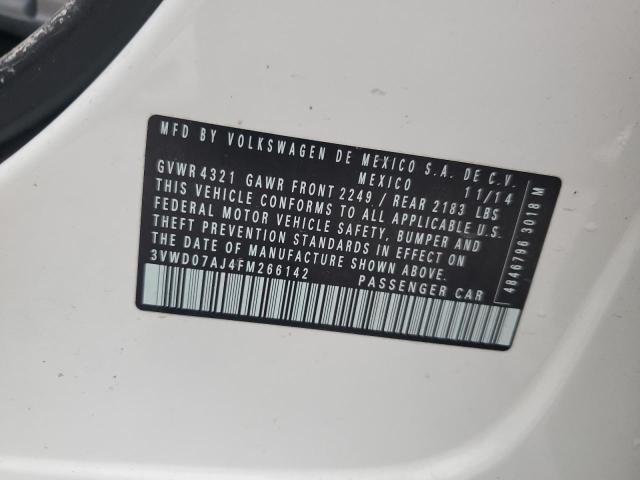 MFD BY VOLKSWAGEN DE MEXICO S.A. DE C.V.
MEXICO 11/14
GVWR 4321 GAWR FRONT 2249 / REAR 2183 LBS
THIS VEHICLE CONFORMS TO ALL APPLICABLE U.S.
FEDERAL MOTOR VEHICLE SAFETY, BUMPER AND
THEFT PREVENTION STANDARDS IN EFFECT ON
THE DATE OF MANUFACTURE SHOWN ABOVE.
3VWD07AJ4FM266142 PASSENGER CAR
4846796 3018 M